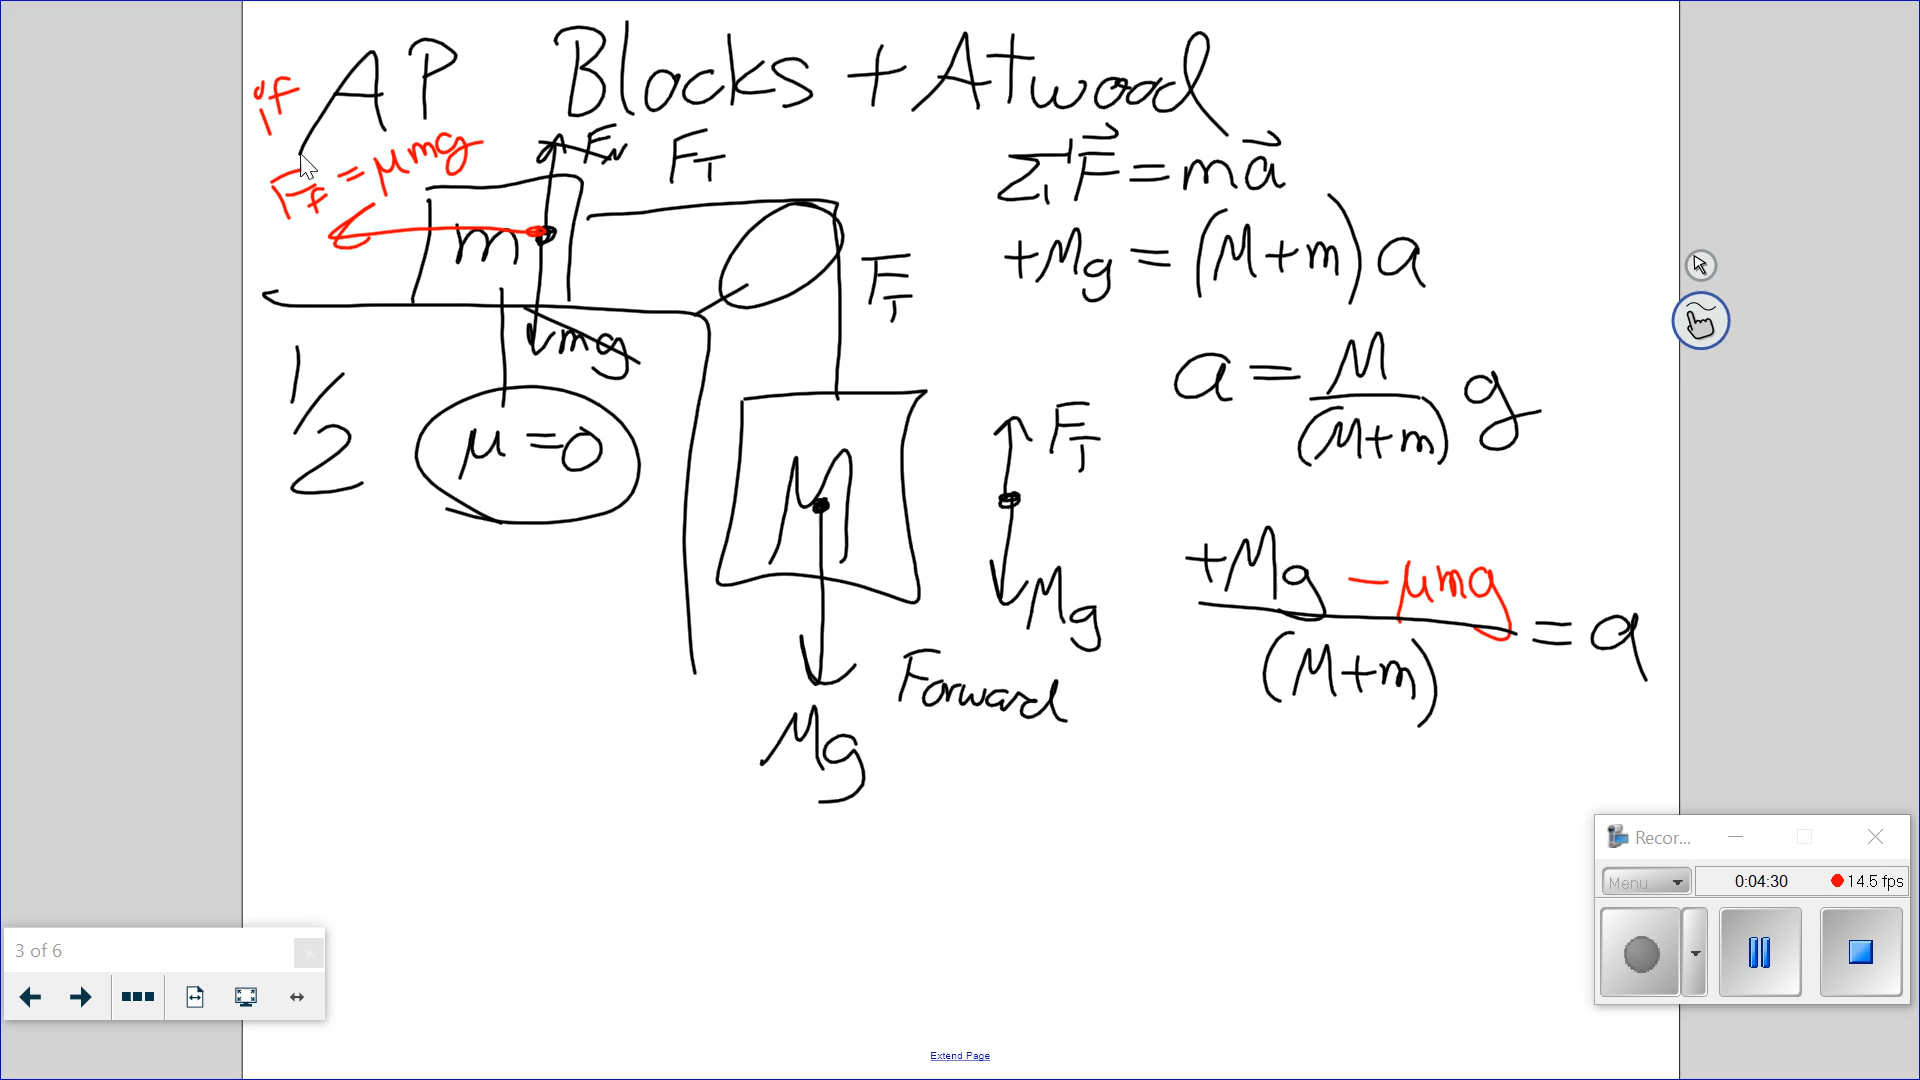 AP Blocks + Atwood
if
Ff = μmg
FN
FT
m
mg
FT
1/2
μ = 0
M
Mg
Forward
FT
Mg
ΣF⃗ = ma⃗
+Mg = (M+m) a
a = M/(M+m) g
+Mg - μmg/(M+m) = a
Recor...
Menu
0:04:30
14.5 fps
3 of 6
Extend Page